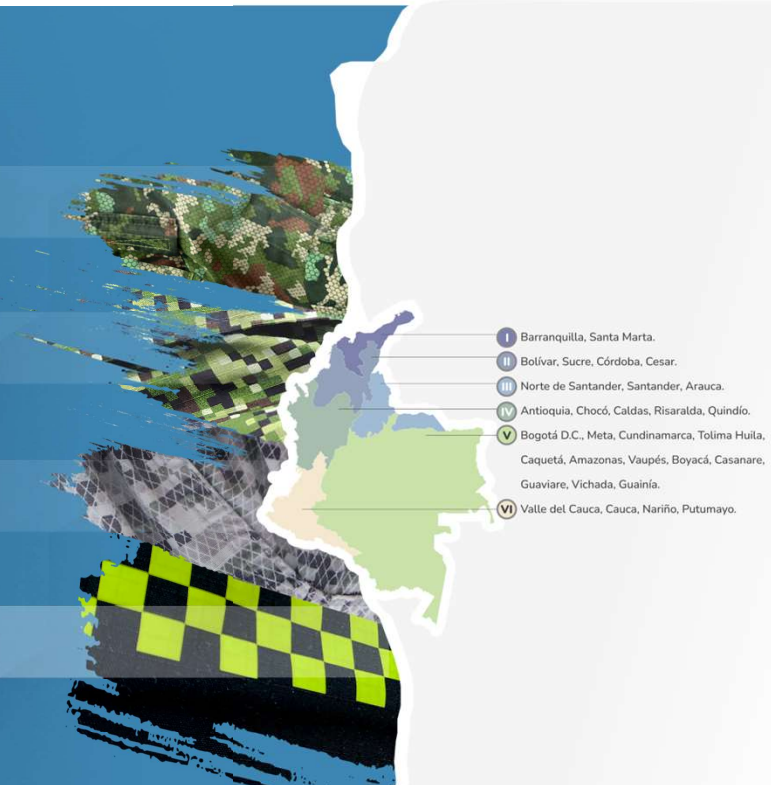 I Barranquilla, Santa Marta.
II Bolívar, Sucre, Córdoba, Cesar.
III Norte de Santander, Santander, Arauca.
IV Antioquia, Chocó, Caldas, Risaralda, Quindío.
V Bogotá D.C., Meta, Cundinamarca, Tolima Huila,
Caquetá, Amazonas, Vaupés, Boyacá, Casanare,
Guaviare, Vichada, Guainía.
VI Valle del Cauca, Cauca, Nariño, Putumayo.